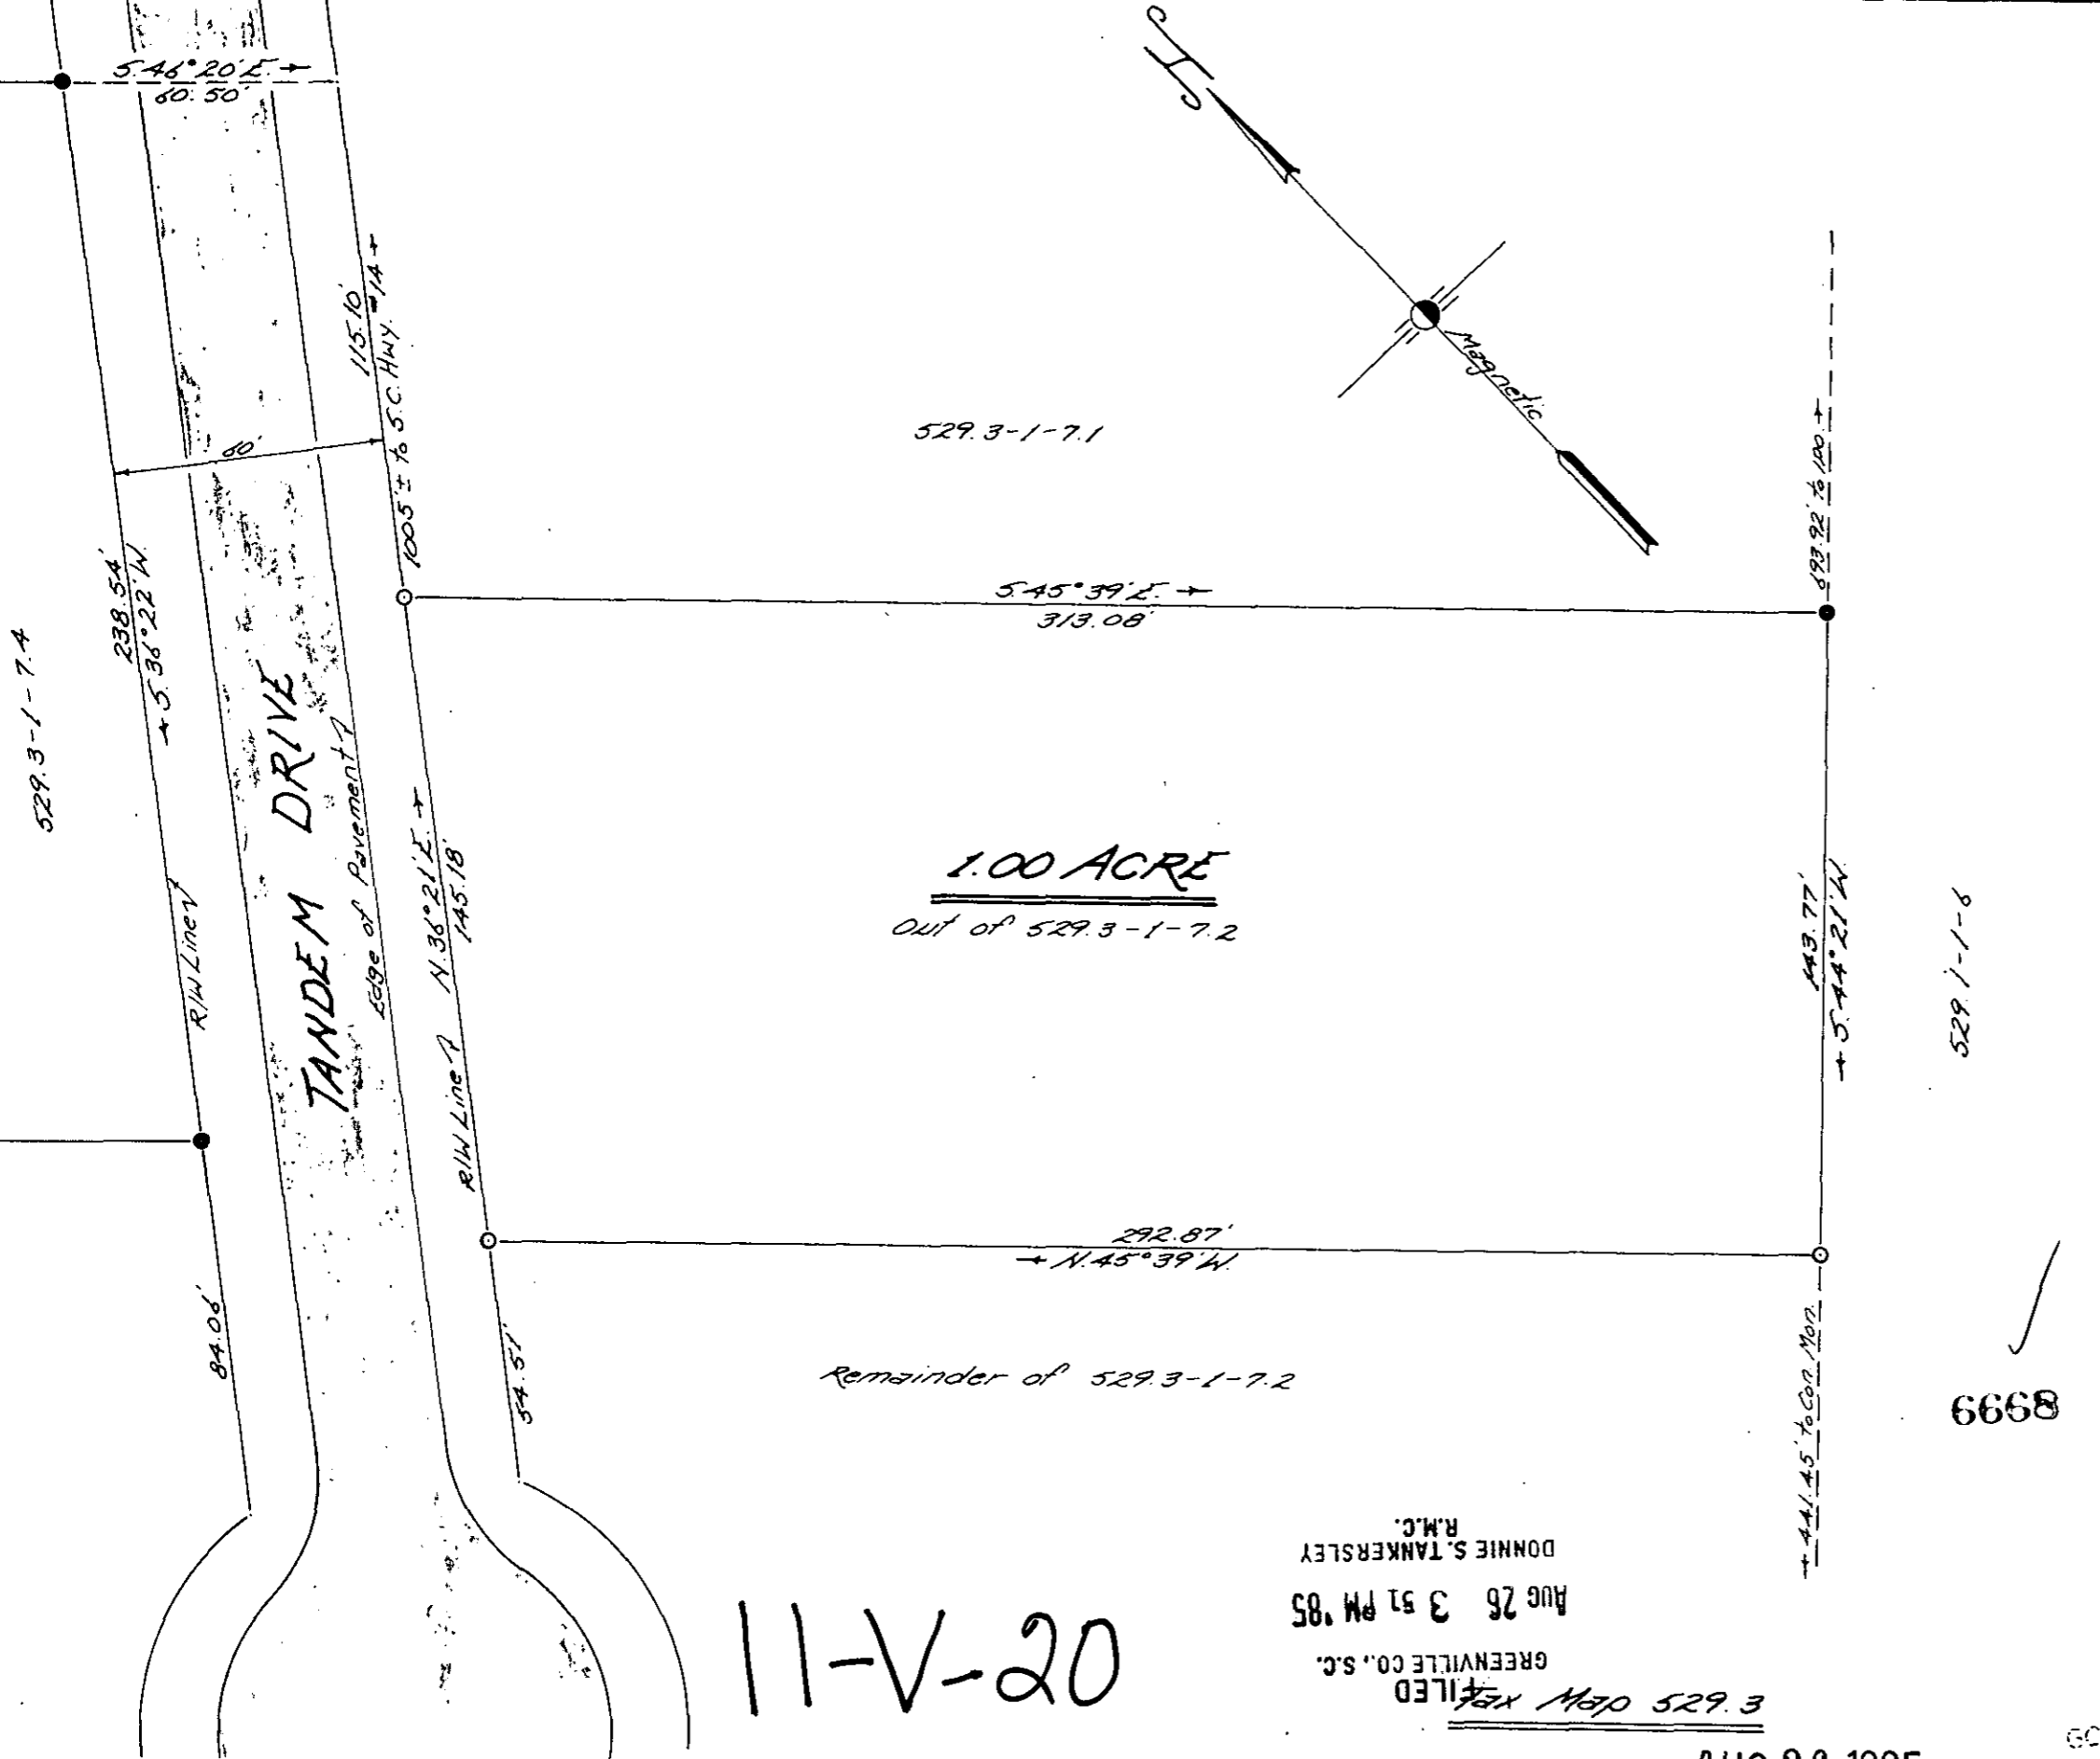 S.46°20'E.
60.50'
115.10'
1005'± to S.C. Hwy. #14
60'
238.54'
S.36°22'W.
529.3-1-7.4
R/W Line
TANDEM DRIVE
Edge of Pavement
N.36°21'E.
145.18'
R/W Line
84.06'
54.51'
Magnetic
529.3-1-7.1
693.92' to
S.45°39'E.
313.08'
1.00 ACRE
Out of 529.3-1-7.2
143.77'
S.44°21'W.
529.1-1-6
292.87'
N.45°39'W.
Remainder of 529.3-1-7.2
441.45' to Con. Mon.
8999
11-V-20
FILED
GREENVILLE CO., S.C.
AUG 26 3 51 PM '85
DONNIE S. TANKERSLEY
R.M.C.
Tax Map 529.3